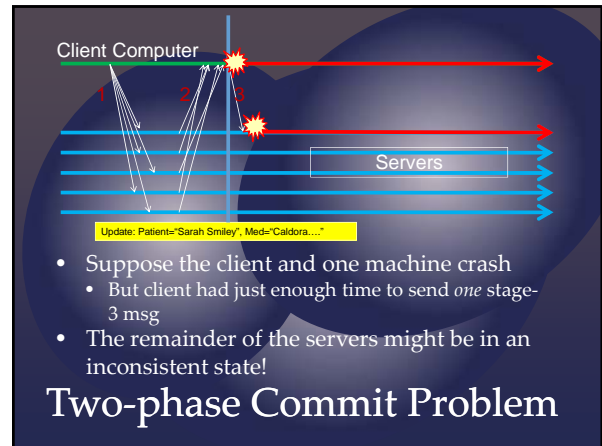 Client Computer
1 2 3
Servers
Update: Patient="Sarah Smiley", Med="Caldora…."
• Suppose the client and one machine crash
• But client had just enough time to send one stage-
3 msg
• The remainder of the servers might be in an
inconsistent state!
Two-phase Commit Problem